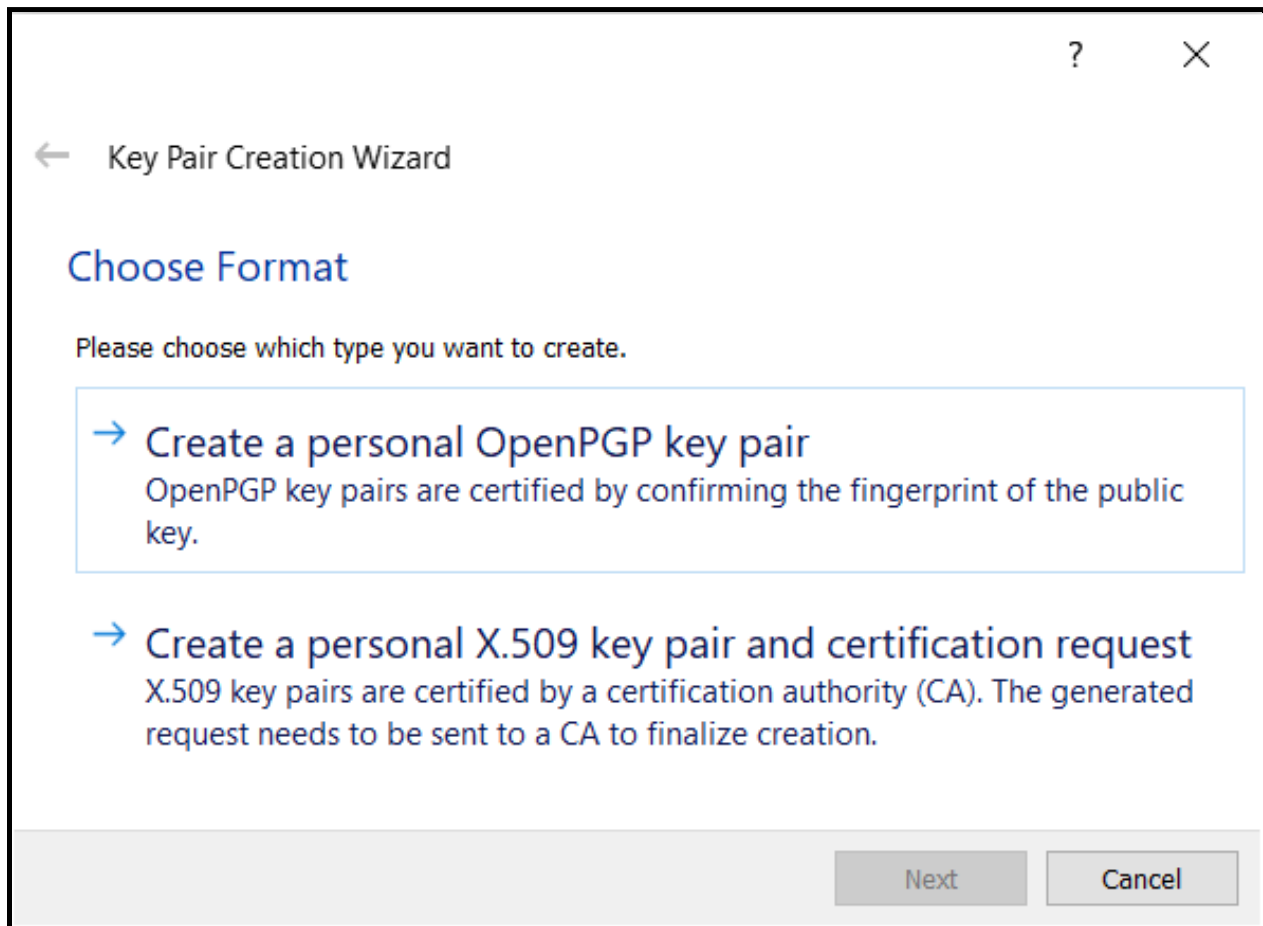 ?
Key Pair Creation Wizard
Choose Format
Please choose which type you want to create.
Create a personal OpenPGP key pair
OpenPGP key pairs are certified by confirming the fingerprint of the public
key.
Create a personal X.509 key pair and certification request
X.509 key pairs are certified by a certification authority (CA). The generated
request needs to be sent to a CA to finalize creation.
Next
Cancel